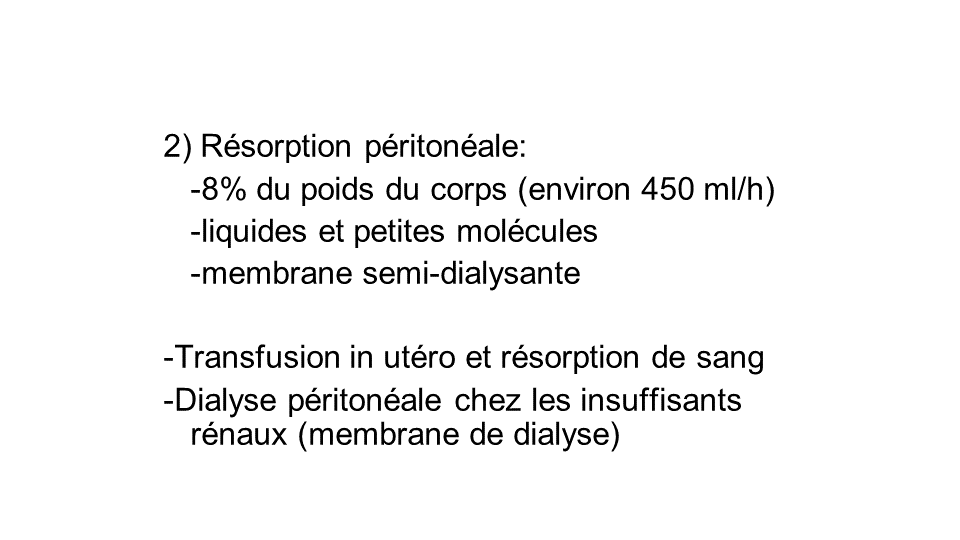 2) Résorption péritonéale:
-8% du poids du corps (environ 450 ml/h)
-liquides et petites molécules
-membrane semi-dialysante
-Transfusion in utéro et résorption de sang
-Dialyse péritonéale chez les insuffisants
rénaux (membrane de dialyse)